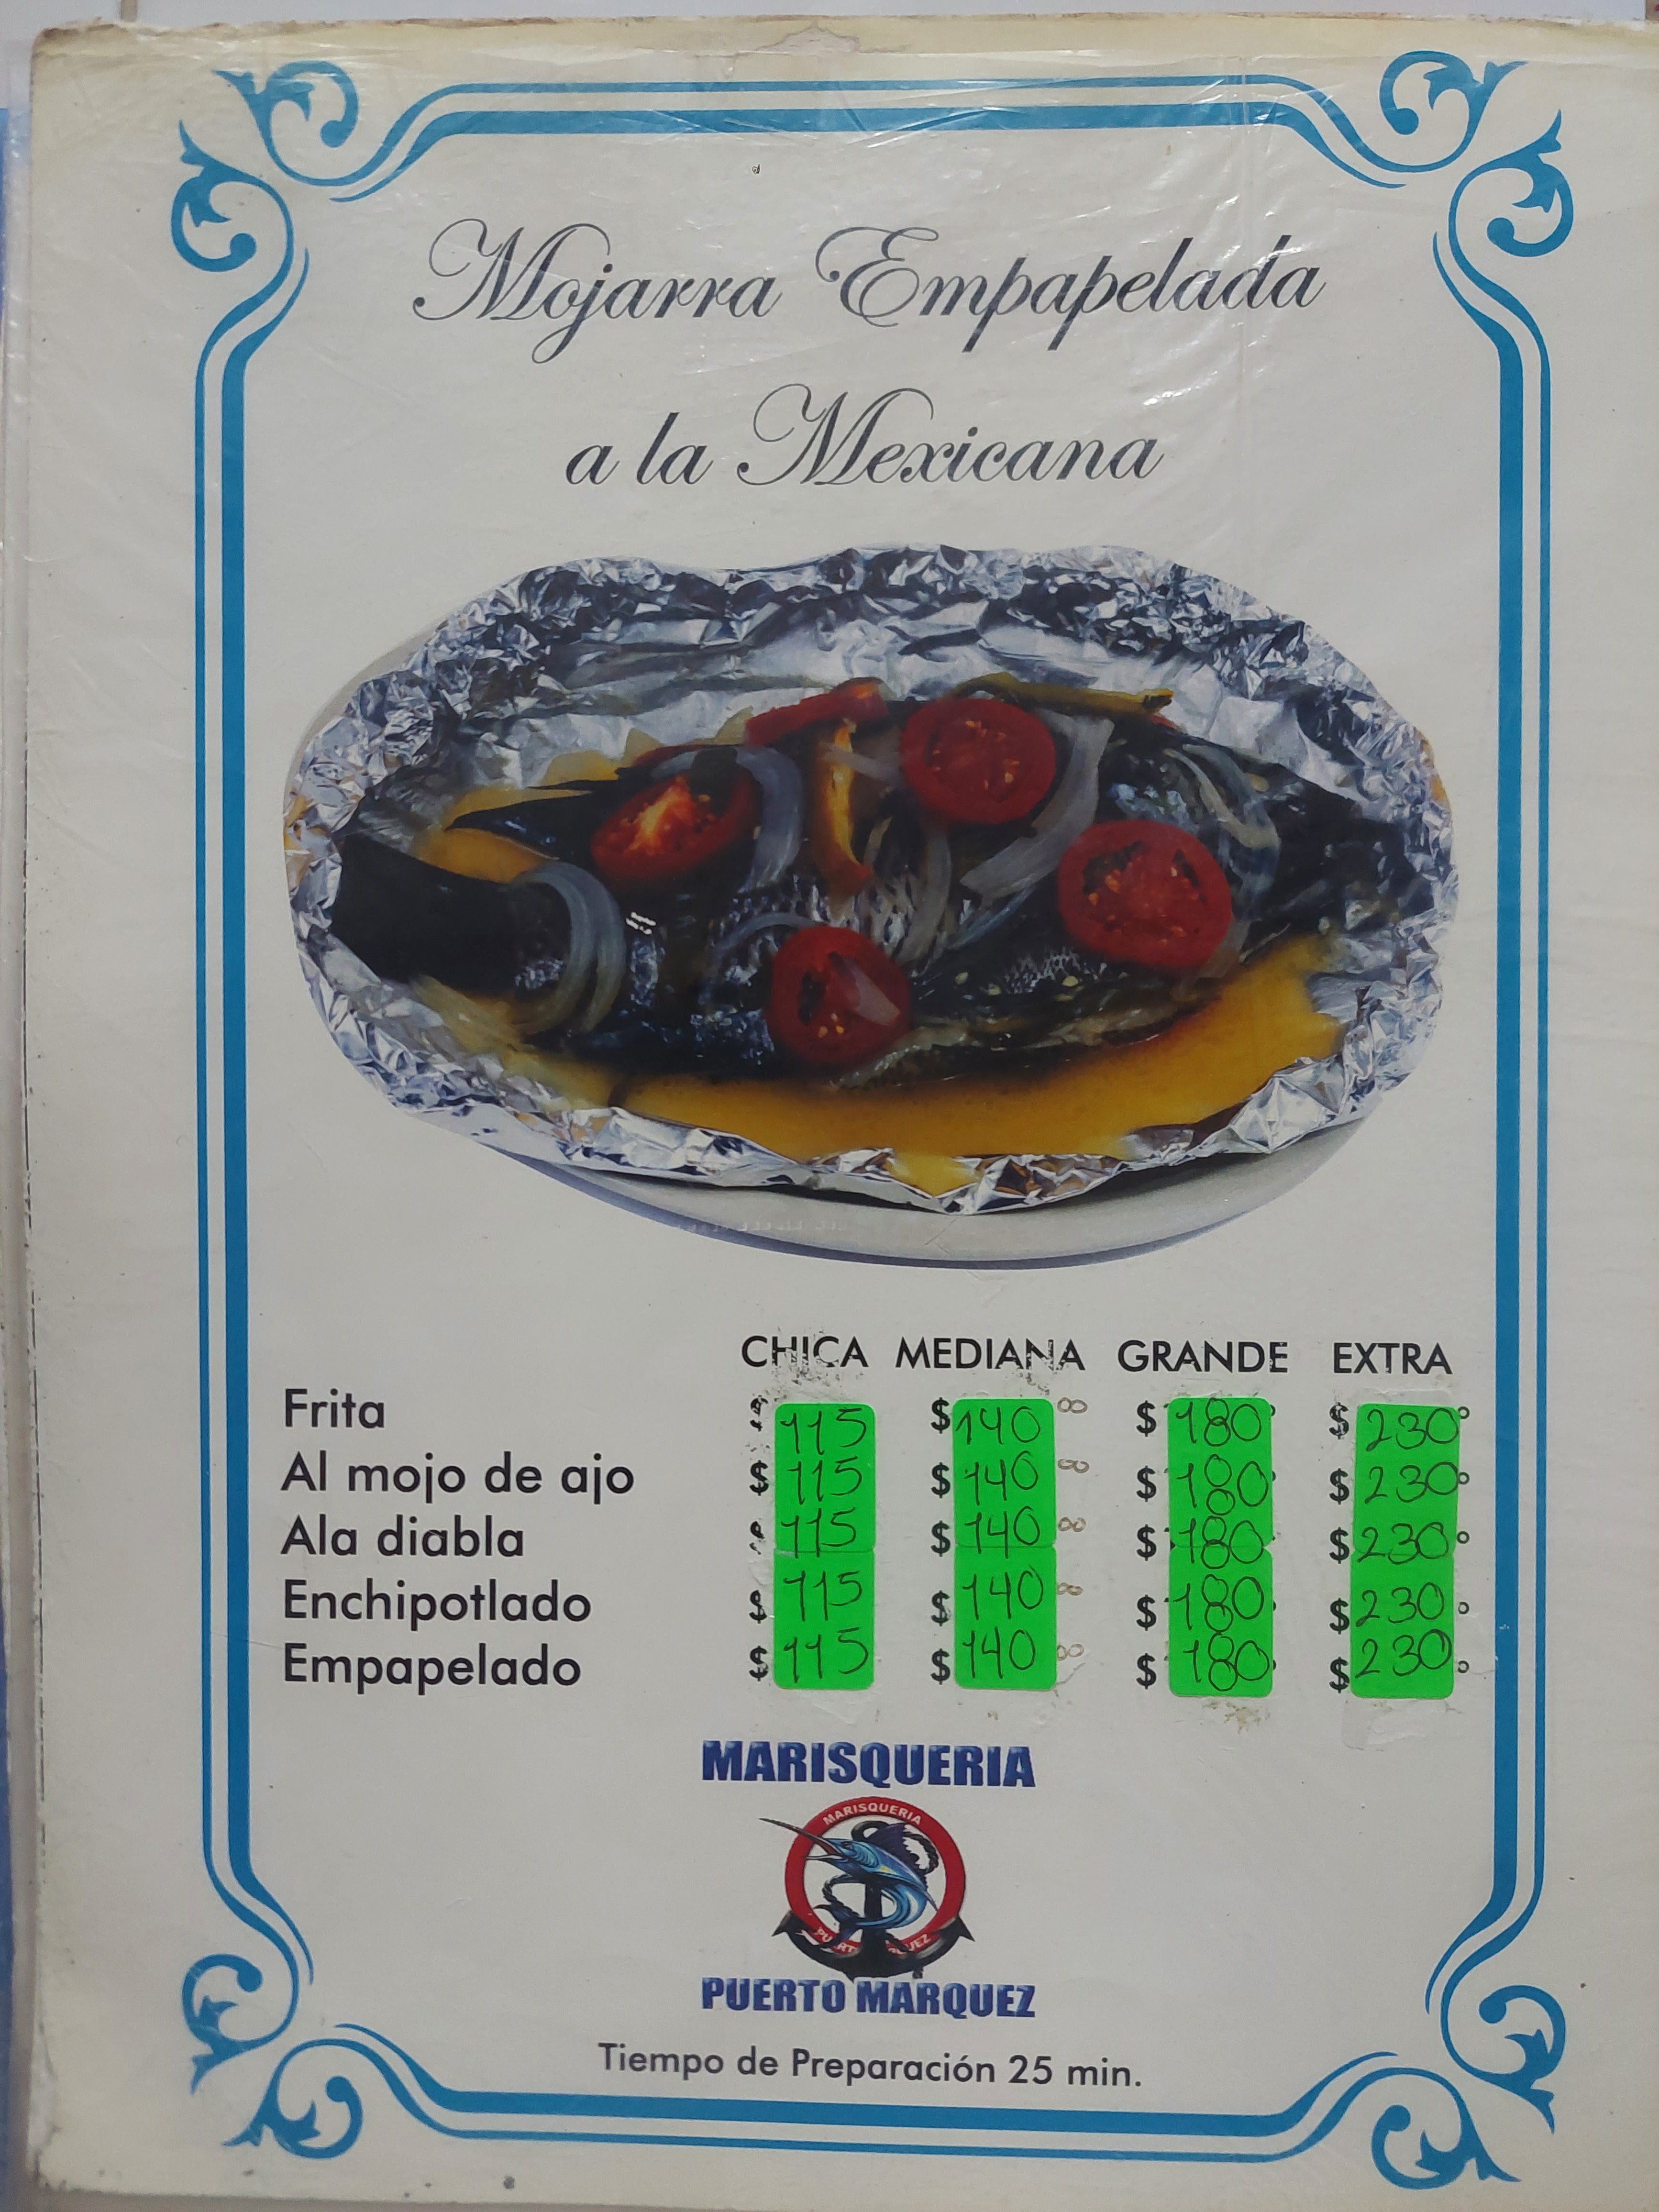 Mojarra Empapelada
a la Mexicana
CHICA MEDIANA GRANDE EXTRA
Frita $ 115 $ 140 $ 180 $ 230
Al mojo de ajo $ 115 $ 140 $ 180 $ 230
Ala diabla $ 115 $ 140 $ 180 $ 230
Enchipotlado $ 115 $ 140 $ 180 $ 230
Empapelado $ 115 $ 140 $ 180 $ 230
MARISQUERIA
MARISQUERIA
PUERTO MARQUEZ
Tiempo de Preparación 25 min.